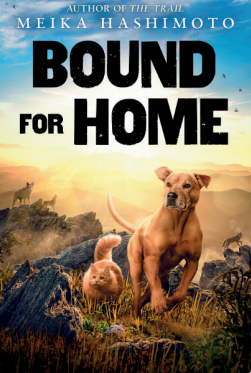 AUTHOR OF THE TRAIL
MEIKA HASHIMOTO
BOUND
FOR HOME